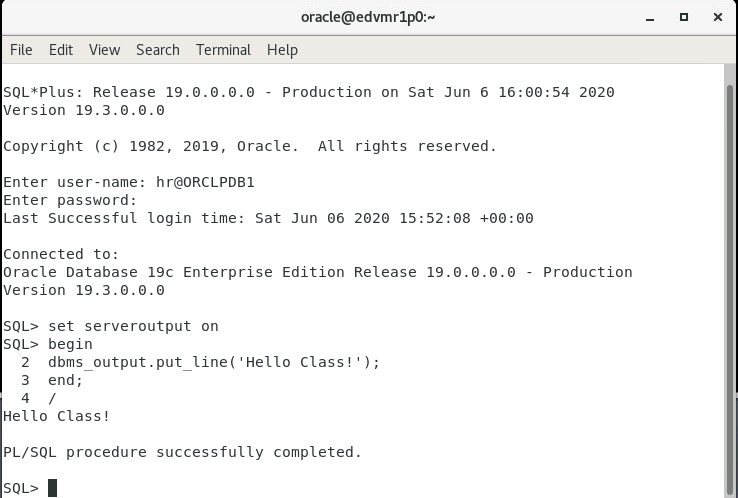 oracle@edvmr1p0:~
File Edit View Search Terminal Help
SQL*Plus: Release 19.0.0.0.0 - Production on Sat Jun 6 16:00:54 2020
Version 19.3.0.0.0
Copyright (c) 1982, 2019, Oracle.  All rights reserved.
Enter user-name: hr@ORCLPDB1
Enter password:
Last Successful login time: Sat Jun 06 2020 15:52:08 +00:00
Connected to:
Oracle Database 19c Enterprise Edition Release 19.0.0.0.0 - Production
Version 19.3.0.0.0
SQL> set serveroutput on
SQL> begin
  2  dbms_output.put_line('Hello Class!');
  3  end;
  4  /
Hello Class!
PL/SQL procedure successfully completed.
SQL>